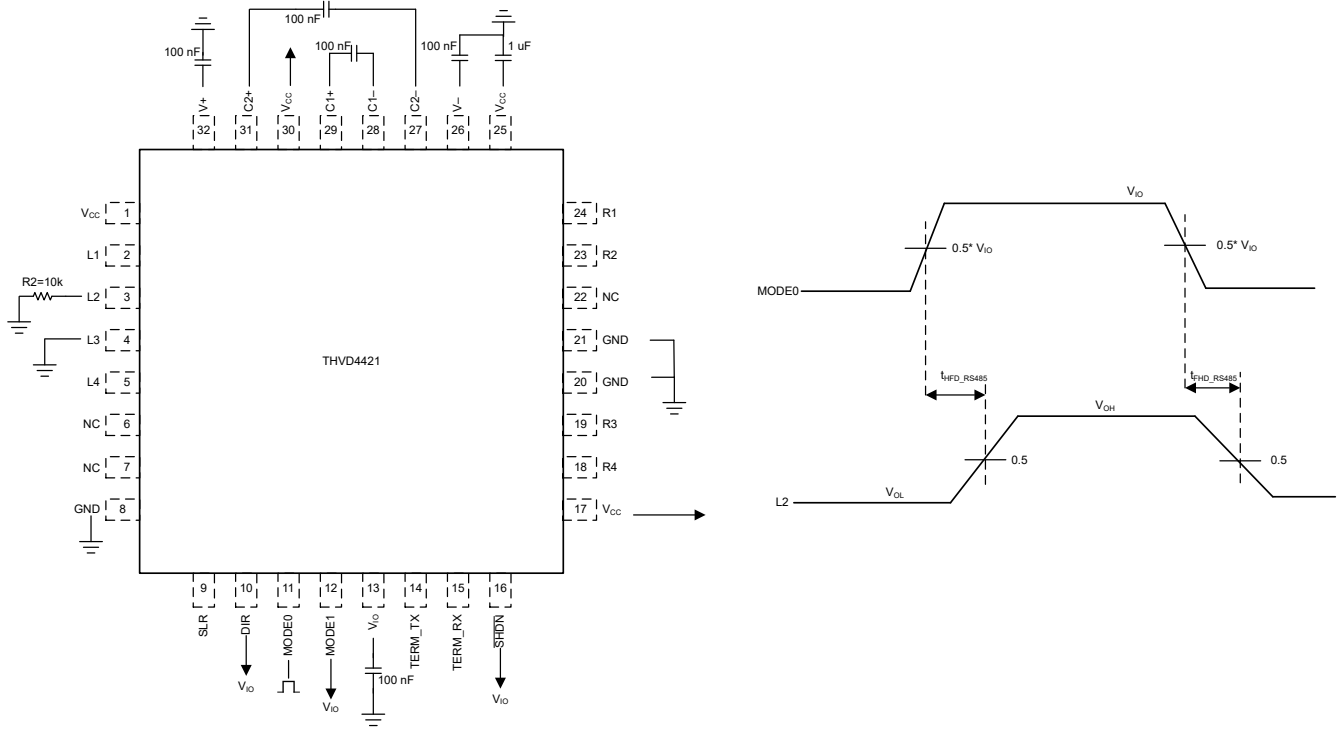 100 nF
100 nF
100 nF
100 nF
1 uF
V+
C2+
VCC
C1+
C1–
C2–
V–
VCC
32
31
30
29
28
27
26
25
VCC 1
L1 2
R2=10k
L2 3
L3 4
L4 5
NC 6
NC 7
GND 8
THVD4421
24 R1
23 R2
22 NC
21 GND
20 GND
19 R3
18 R4
17 VCC
9
10
11
12
13
14
15
16
SLR
DIR
MODE0
MODE1
VIO
TERM_TX
TERM_RX
SHDN
VIO
VIO
100 nF
VIO
VIO
0.5* VIO
0.5* VIO
MODE0
tHFD_RS485
tFHD_RS485
VOH
0.5
0.5
VOL
L2